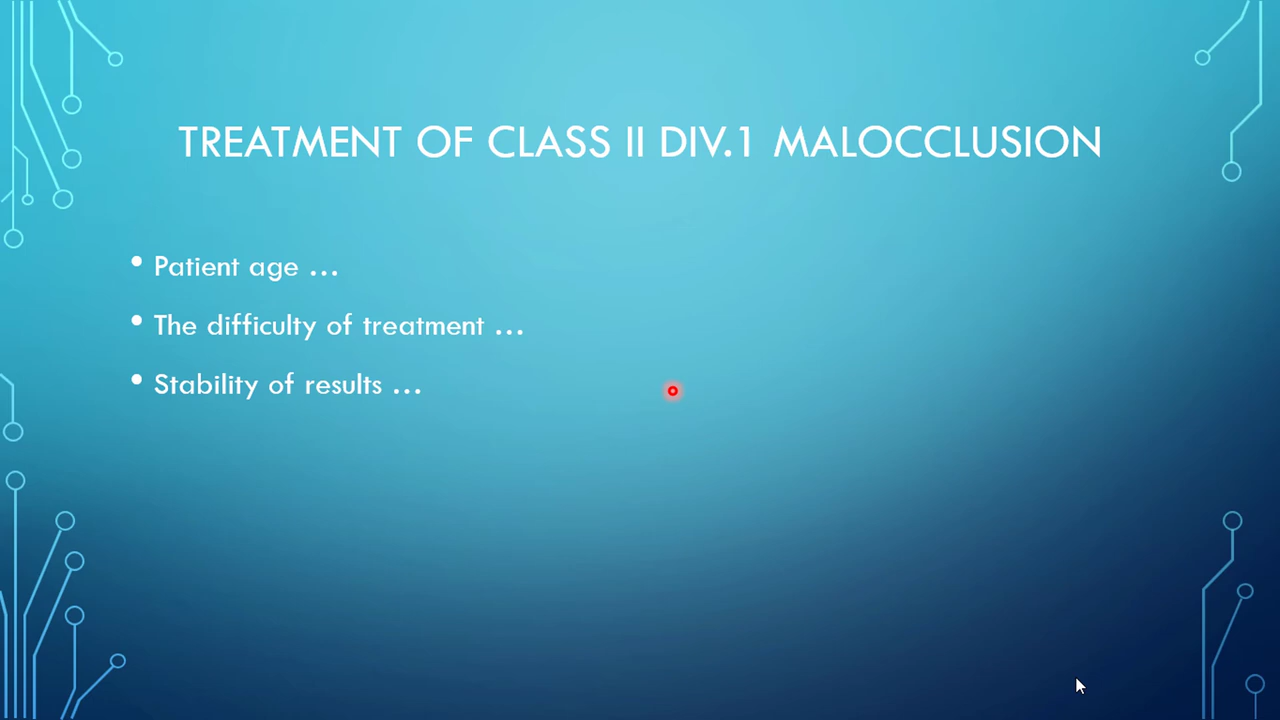 TREATMENT OF CLASS II DIV.1 MALOCCLUSION
• Patient age …
• The difficulty of treatment …
• Stability of results …